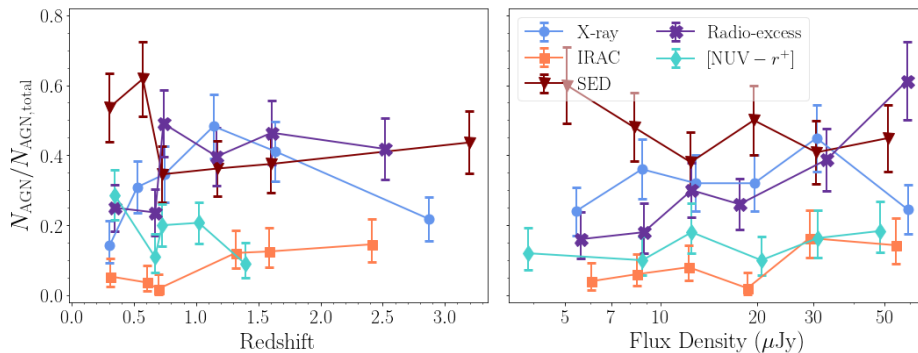 0.8
0.6
0.4
0.2
0.0
N_AGN/N_AGN,total
0.0 0.5 1.0 1.5 2.0 2.5 3.0
Redshift
X-ray
IRAC
SED
Radio-excess
[NUV − r⁺]
5 7 10 20 30 50
Flux Density (μJy)